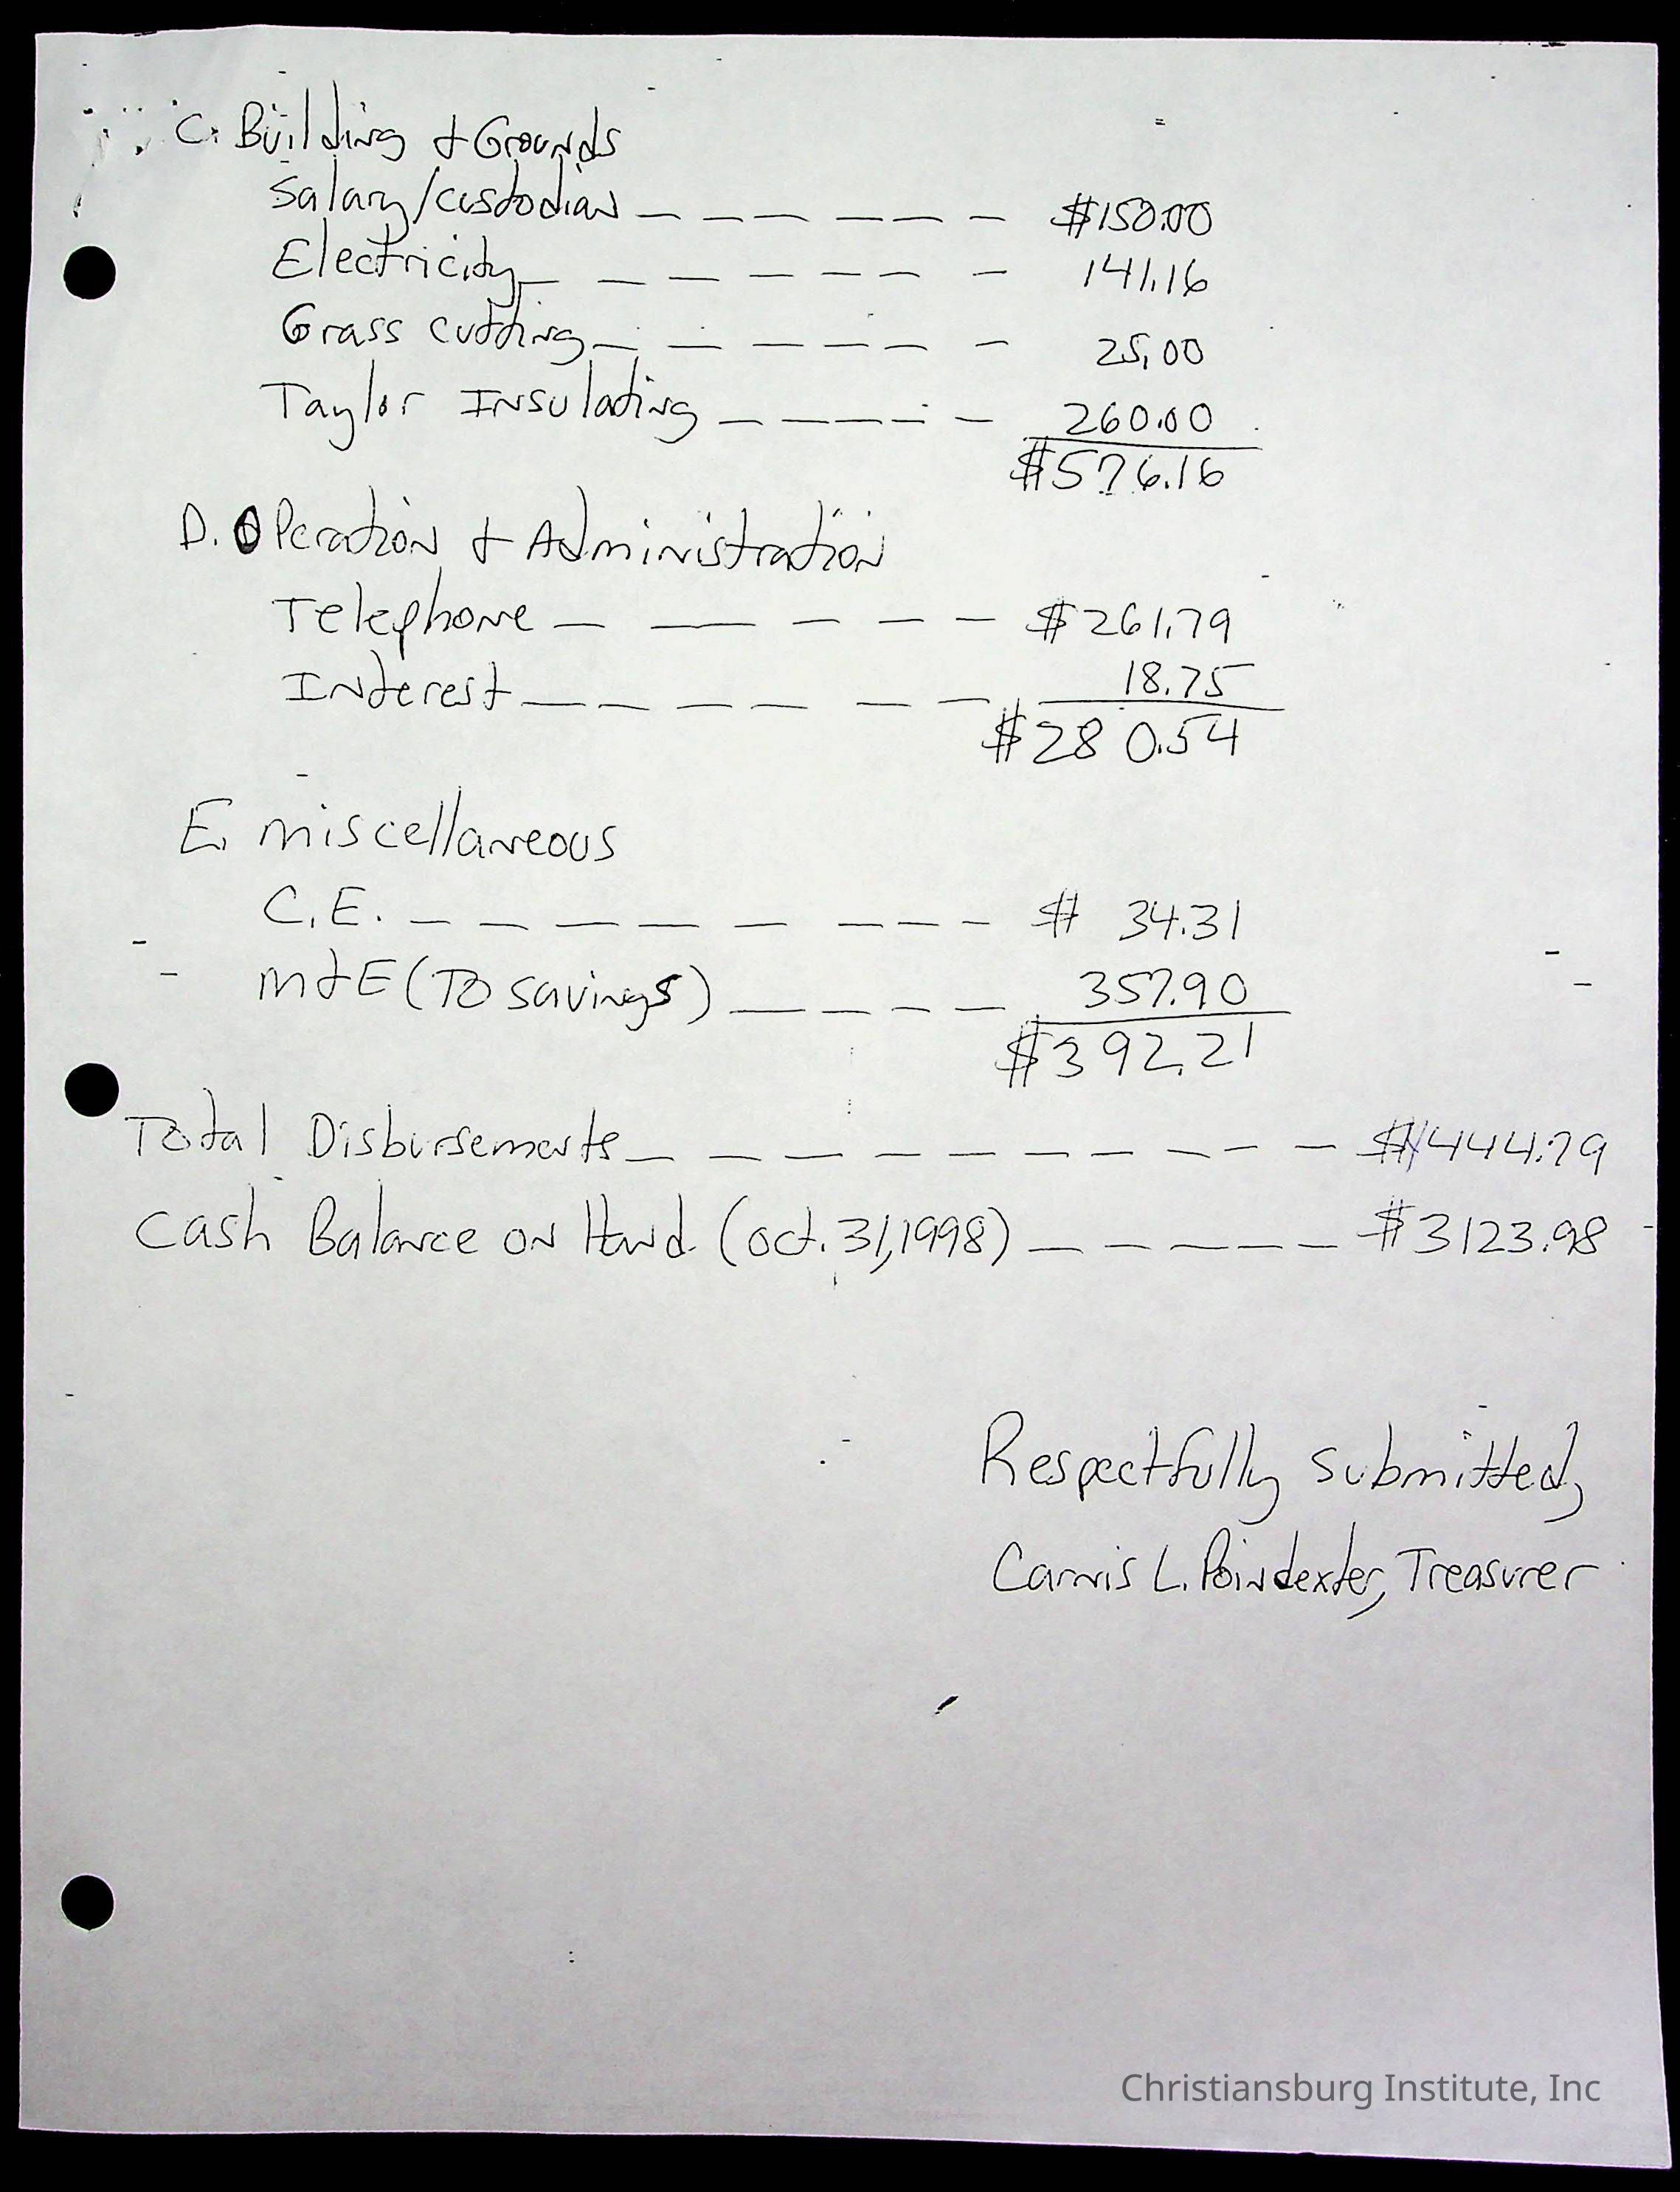 C. Building & Grounds
Salary/custodian — — — — — — $150.00
Electricity — — — — — — 141.16
Grass cutting — — — — — — 25.00
Taylor Insulating — — — — — 260.00
$576.16
D. Operation & Administration
Telephone — — — — — $261.79
Interest — — — — — — 18.75
$280.54
E. miscellaneous
C.E. — — — — — — — — $ 34.31
M&E (To savings) — — — — 357.90
$392.21
Total Disbursements — — — — — — — — — $1444.79
Cash Balance on Hand (oct. 31, 1998) — — — — — $3123.98
Respectfully submitted,
Carnis L. Poindexter, Treasurer
Christiansburg Institute, Inc